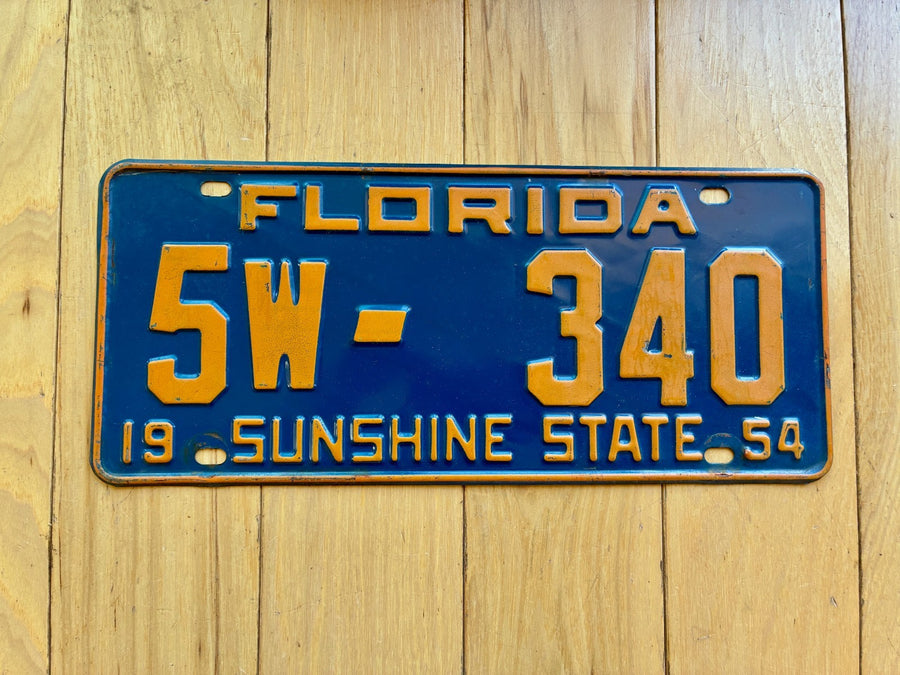 FLORIDA
5W- 340
19 SUNSHINE STATE 54